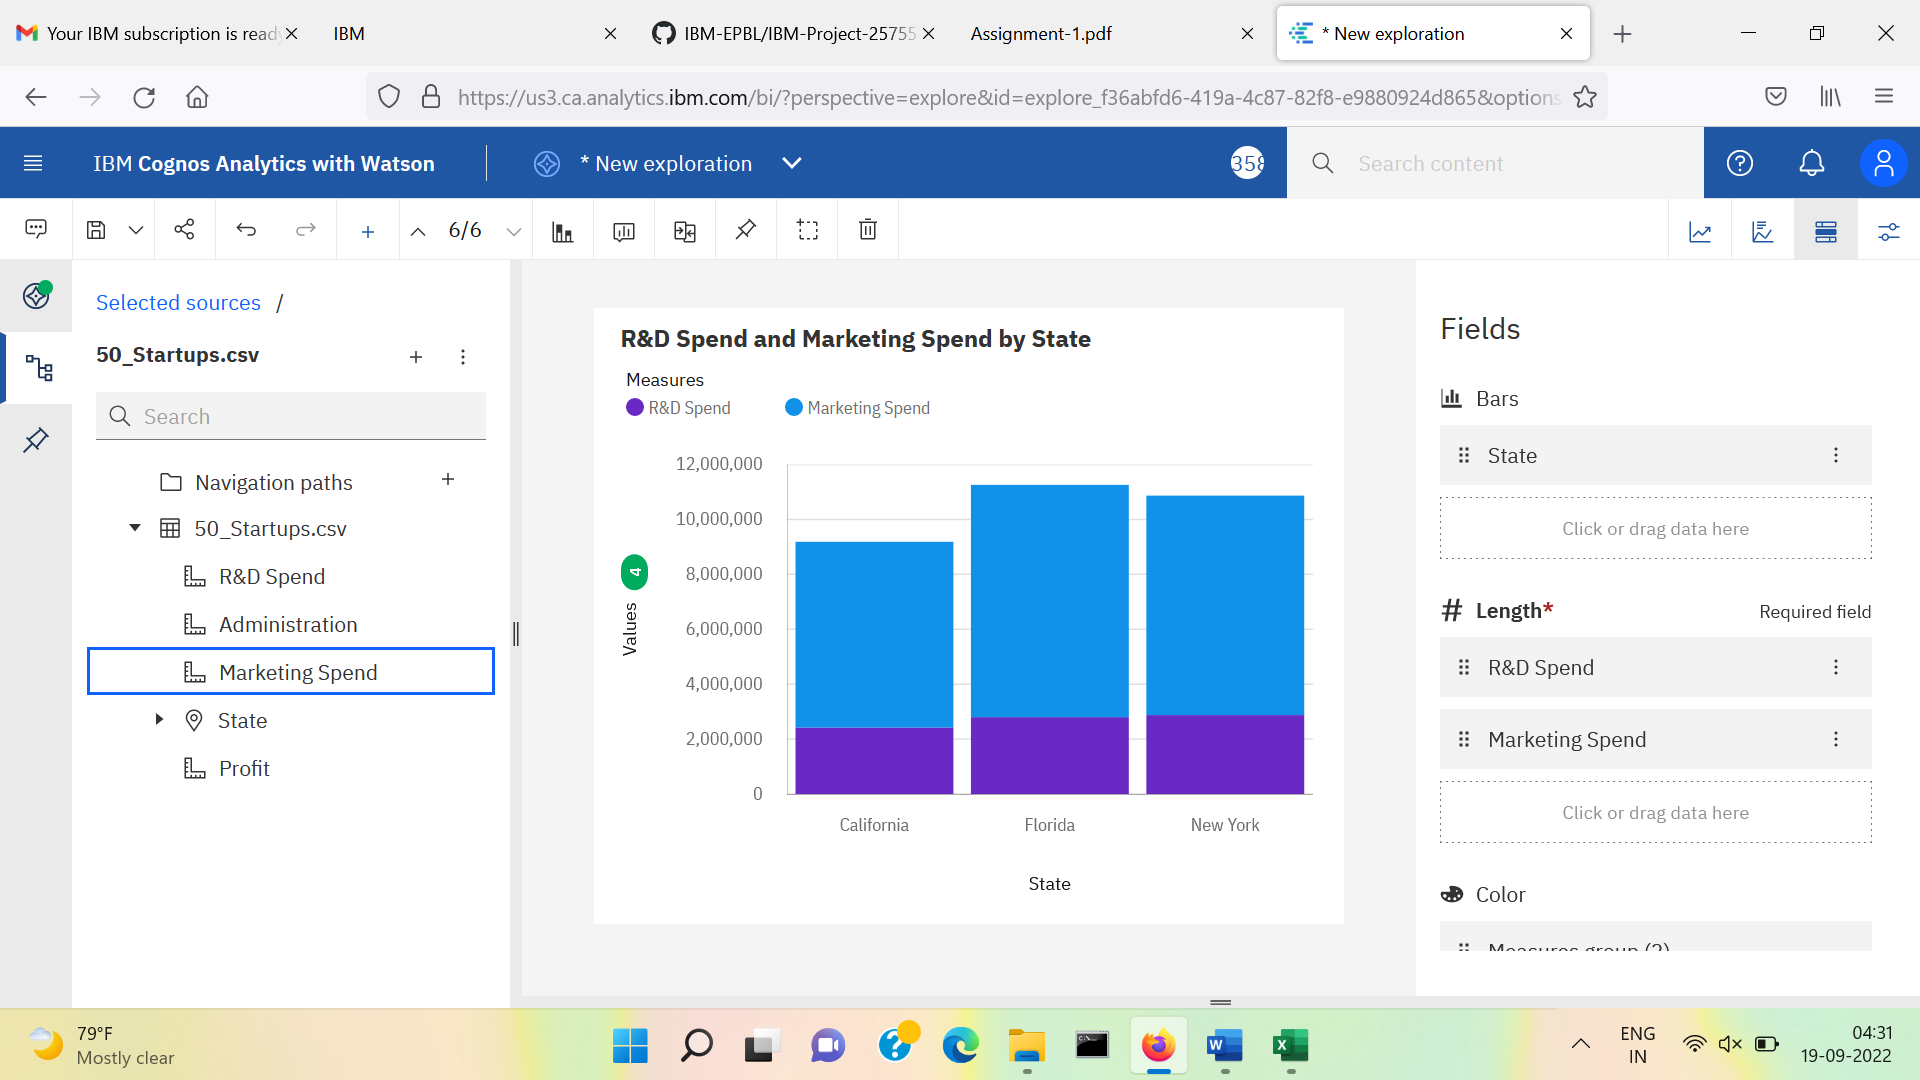 Your IBM subscription is read
IBM
IBM-EPBL/IBM-Project-25755
Assignment-1.pdf
* New exploration
https://us3.ca.analytics.ibm.com/bi/?perspective=explore&id=explore_f36abfd6-419a-4c87-82f8-e9880924d865&options
IBM Cognos Analytics with Watson
* New exploration
358
Search content
6/6
Selected sources /
50_Startups.csv
Search
Navigation paths
50_Startups.csv
R&D Spend
Administration
Marketing Spend
State
Profit
R&D Spend and Marketing Spend by State
Measures
R&D Spend
Marketing Spend
12,000,000
10,000,000
8,000,000
6,000,000
4,000,000
2,000,000
0
Values
4
California
Florida
New York
State
Fields
Bars
State
Click or drag data here
Length*
Required field
R&D Spend
Marketing Spend
Click or drag data here
Color
Measures group (2)
79°F
Mostly clear
ENG
IN
04:31
19-09-2022